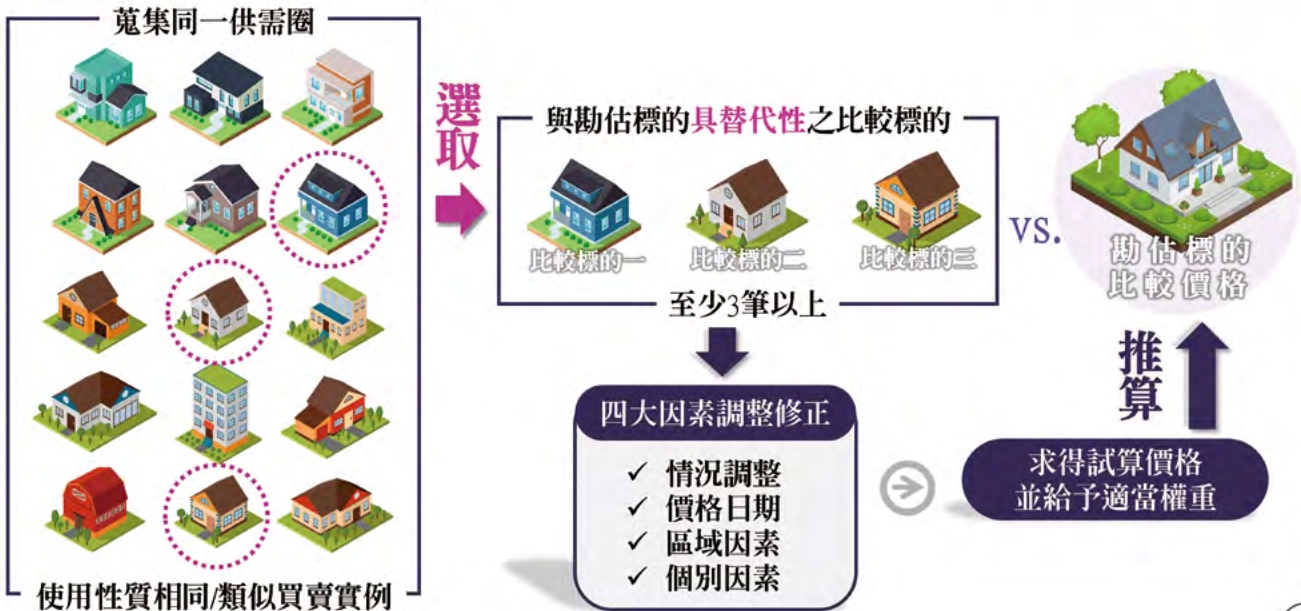 蒐集同一供需圈
使用性質相同/類似買賣實例
選取
與勘估標的具替代性之比較標的
比較標的一
比較標的二
比較標的三
至少3筆以上
vs.
勘估標的
比較價格
四大因素調整修正
✓ 情況調整
✓ 價格日期
✓ 區域因素
✓ 個別因素
求得試算價格
並給予適當權重
推算